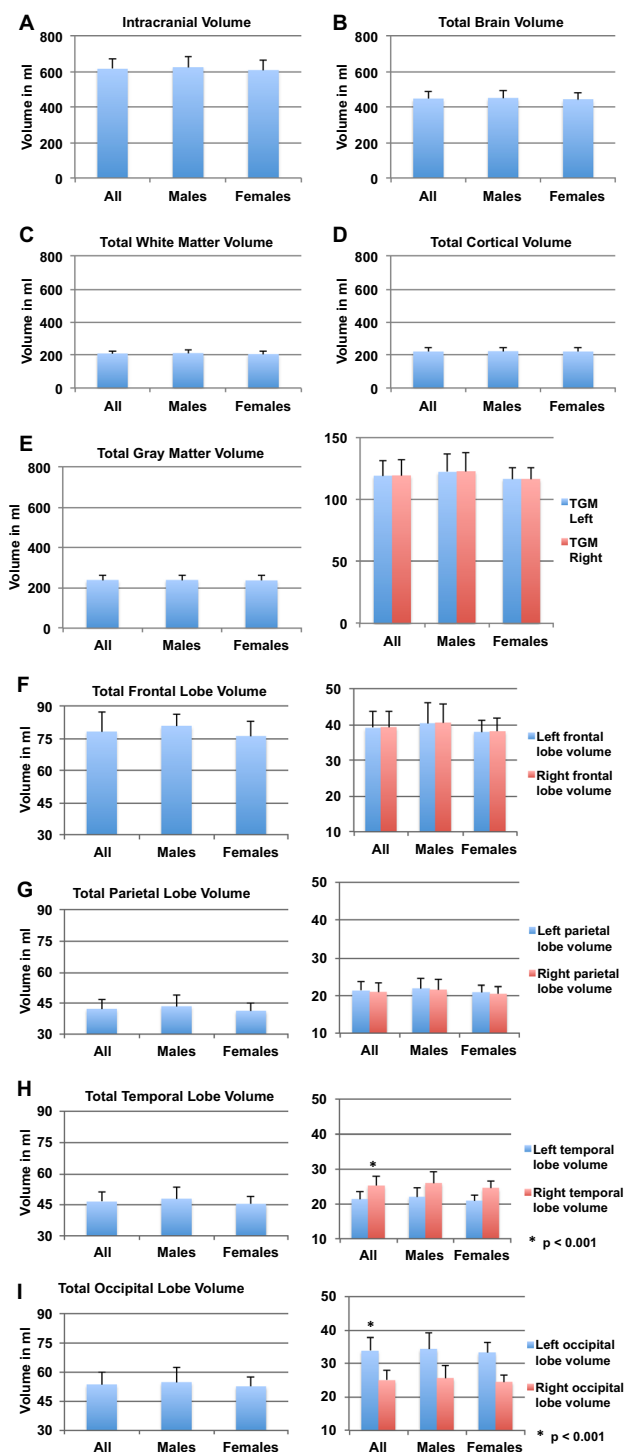 A
Intracranial Volume
Volume in ml
800
600
400
200
0
All Males Females
B
Total Brain Volume
Volume in ml
800
600
400
200
0
All Males Females
C
Total White Matter Volume
Volume in ml
800
600
400
200
0
All Males Females
D
Total Cortical Volume
Volume in ml
800
600
400
200
0
All Males Females
E
Total Gray Matter Volume
Volume in ml
800
600
400
200
0
All Males Females
150
100
50
0
All Males Females
TGM
Left
TGM
Right
F
Total Frontal Lobe Volume
Volume in ml
90
75
60
45
30
All Males Females
50
40
30
20
10
All Males Females
Left frontal
lobe volume
Right frontal
lobe volume
G
Total Parietal Lobe Volume
Volume in ml
90
75
60
45
30
All Males Females
50
40
30
20
10
All Males Females
Left parietal
lobe volume
Right parietal
lobe volume
H
Total Temporal Lobe Volume
Volume in ml
90
75
60
45
30
All Males Females
50
40
30
20
10
*
All Males Females
Left temporal
lobe volume
Right temporal
lobe volume
* p < 0.001
I
Total Occipital Lobe Volume
Volume in ml
90
75
60
45
30
All Males Females
50
40
30
20
10
*
All Males Females
Left occipital
lobe volume
Right occipital
lobe volume
* p < 0.001